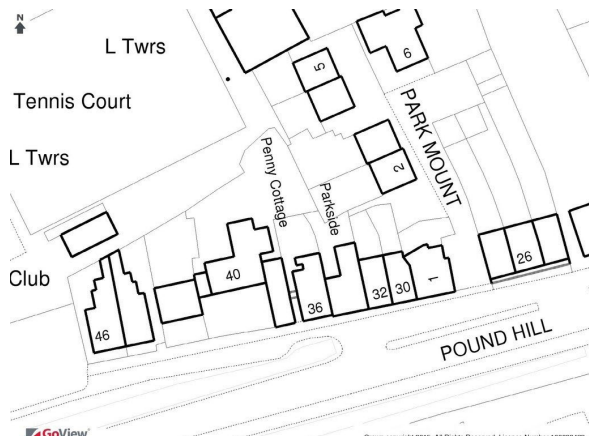 N
L Twrs
5
9
Tennis Court
PARK MOUNT
L Twrs
Penny Cottage
2
Parkside
Club
40
26
46
36
32
30
1
POUND HILL
GoView